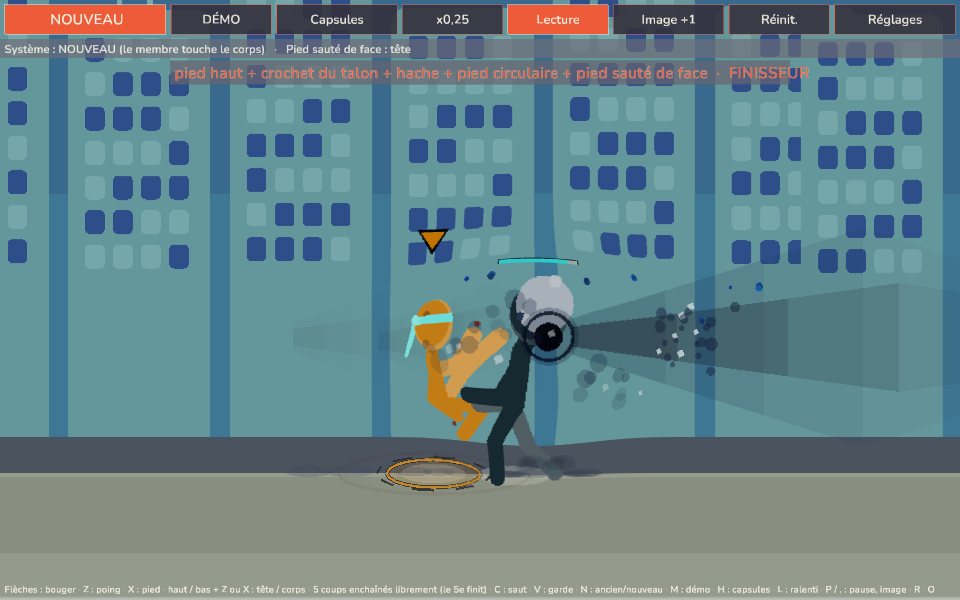 NOUVEAU DÉMO Capsules x0,25 Lecture Image +1 Réinit. Réglages
Système : NOUVEAU (le membre touche le corps) · Pied sauté de face : tête
pied haut + crochet du talon + hache + pied circulaire + pied sauté de face · FINISSEUR
Flèches : bouger · Z : poing · X : pied · haut / bas + Z ou X : tête / corps · 5 coups enchaînés librement (le 5e finit) · C : saut · V : garde · N : ancien/nouveau · M : démo · H : capsules · L : ralenti · P / . : pause, image · R · O